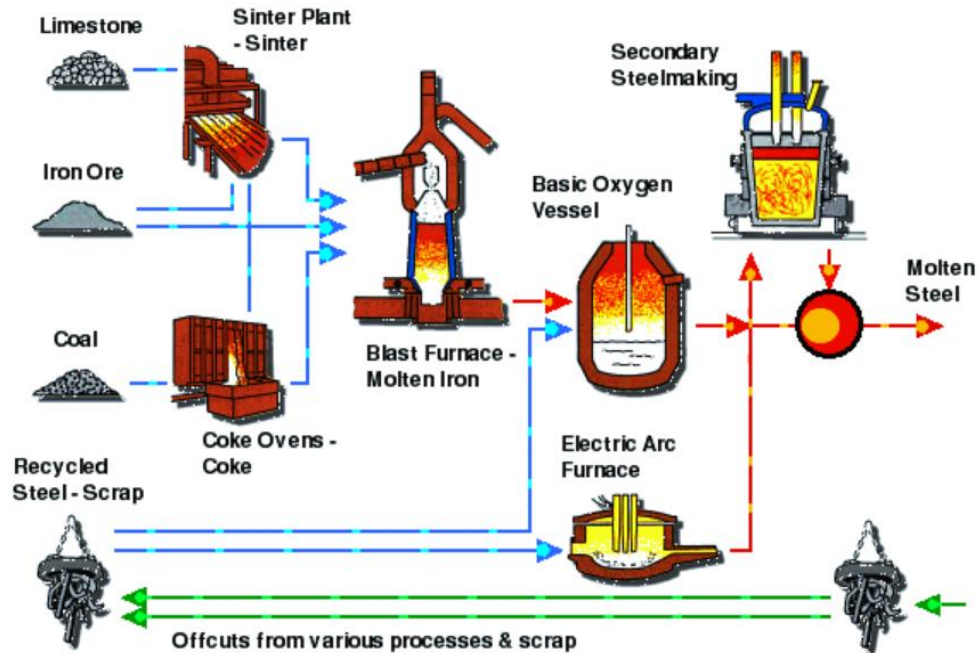 Limestone
Sinter Plant
- Sinter
Secondary
Steelmaking
Iron Ore
Basic Oxygen
Vessel
Molten
Steel
Coal
Blast Furnace -
Molten Iron
Coke Ovens -
Coke
Electric Arc
Furnace
Recycled
Steel - Scrap
Offcuts from various processes & scrap